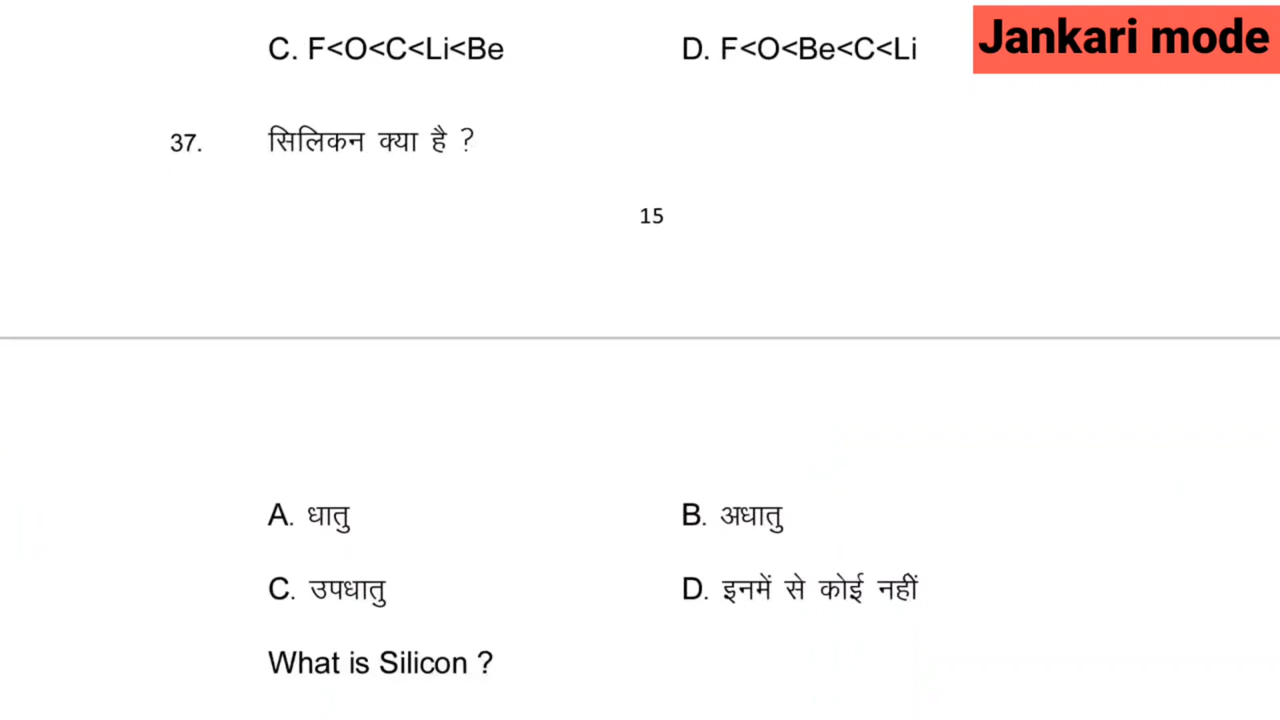 Jankari mode
C. F<O<C<Li<Be D. F<O<Be<C<Li
37. सिलिकन क्या है ?
15
A. धातु B. अधातु
C. उपधातु D. इनमें से कोई नहीं
What is Silicon ?